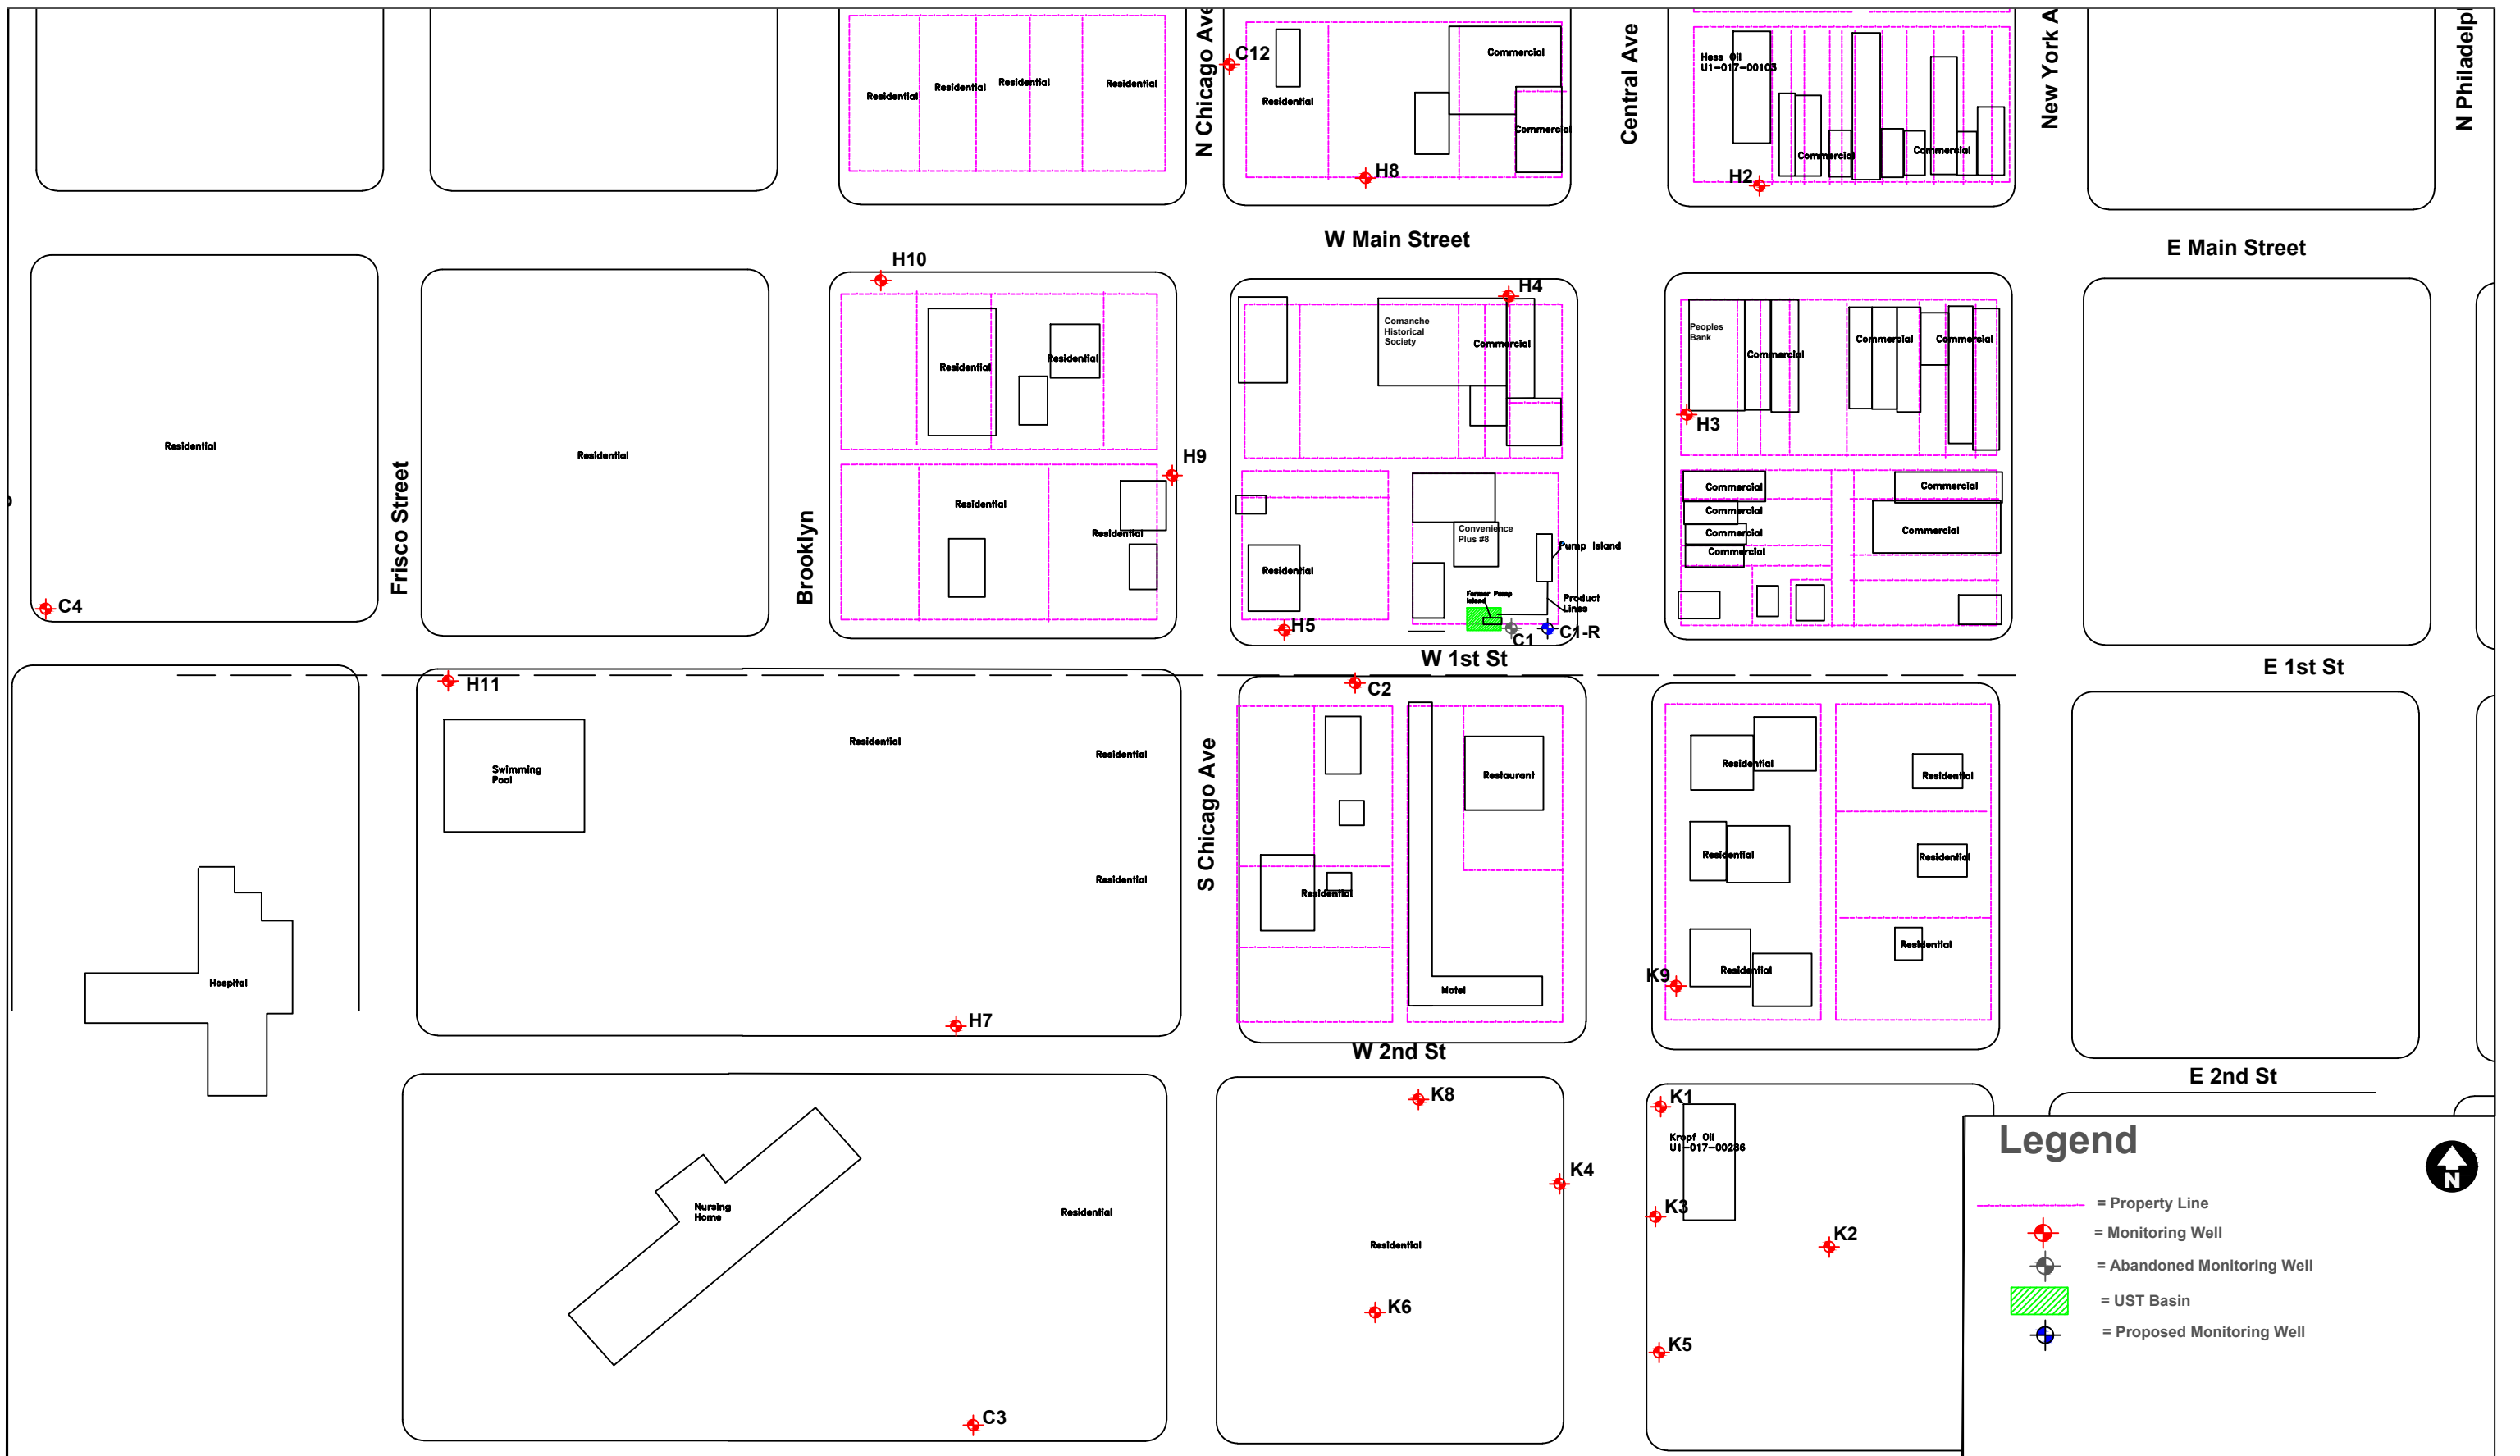 N Chicago Ave
Central Ave
New York A
N Philadelp
C12
Commercial
Hess Oil
U1-017-00103
Residential
Residential
Residential
Residential
Residential
Commercial
Commercial
Commercial
H8
H2
W Main Street
E Main Street
H10
H4
Comanche
Historical
Society
Commercial
Peoples
Bank
Commercial
Commercial
Commercial
Residential
Residential
H3
Residential
Residential
H9
Frisco Street
Brooklyn
Residential
Residential
Convenience
Plus #8
Pump Island
Commercial
Commercial
Commercial
Commercial
Commercial
Commercial
Residential
Former Pump
Island
Product
Lines
C4
H5
C1
C1-R
W 1st St
E 1st St
H11
C2
S Chicago Ave
Swimming
Pool
Residential
Residential
Restaurant
Residential
Residential
Residential
Residential
Residential
Residential
Hospital
Motel
K9
Residential
Residential
H7
W 2nd St
E 2nd St
K8
K1
Kropf Oil
U1-017-00286
K4
Nursing
Home
Residential
K3
K2
Residential
K6
K5
C3
Legend
N
= Property Line
= Monitoring Well
= Abandoned Monitoring Well
= UST Basin
= Proposed Monitoring Well